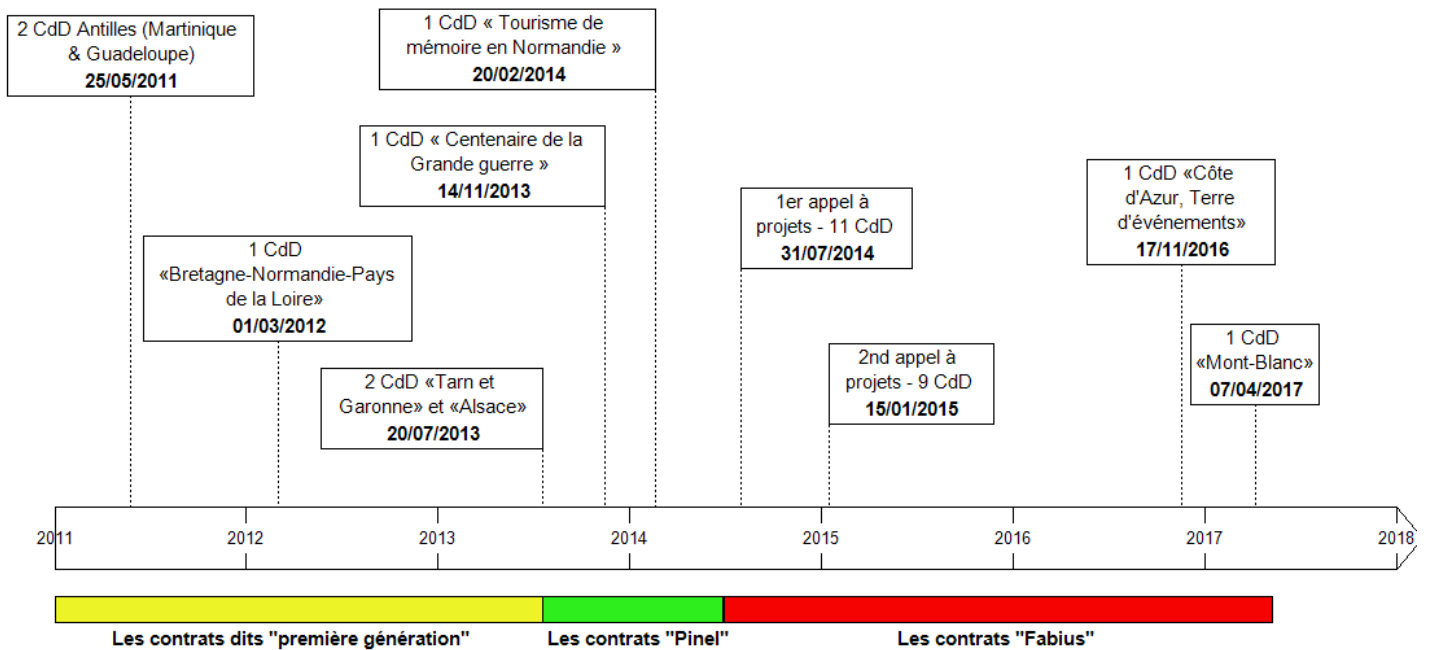 2 CdD Antilles (Martinique
& Guadeloupe)
25/05/2011
1 CdD « Tourisme de
mémoire en Normandie »
20/02/2014
1 CdD « Centenaire de la
Grande guerre »
14/11/2013
1 CdD «Côte
d'Azur, Terre
d'événements»
17/11/2016
1er appel à
projets - 11 CdD
31/07/2014
1 CdD
«Bretagne-Normandie-Pays
de la Loire»
01/03/2012
1 CdD
«Mont-Blanc»
07/04/2017
2nd appel à
projets - 9 CdD
15/01/2015
2 CdD «Tarn et
Garonne» et «Alsace»
20/07/2013
2011 2012 2013 2014 2015 2016 2017 2018
Les contrats dits "première génération" Les contrats "Pinel" Les contrats "Fabius"